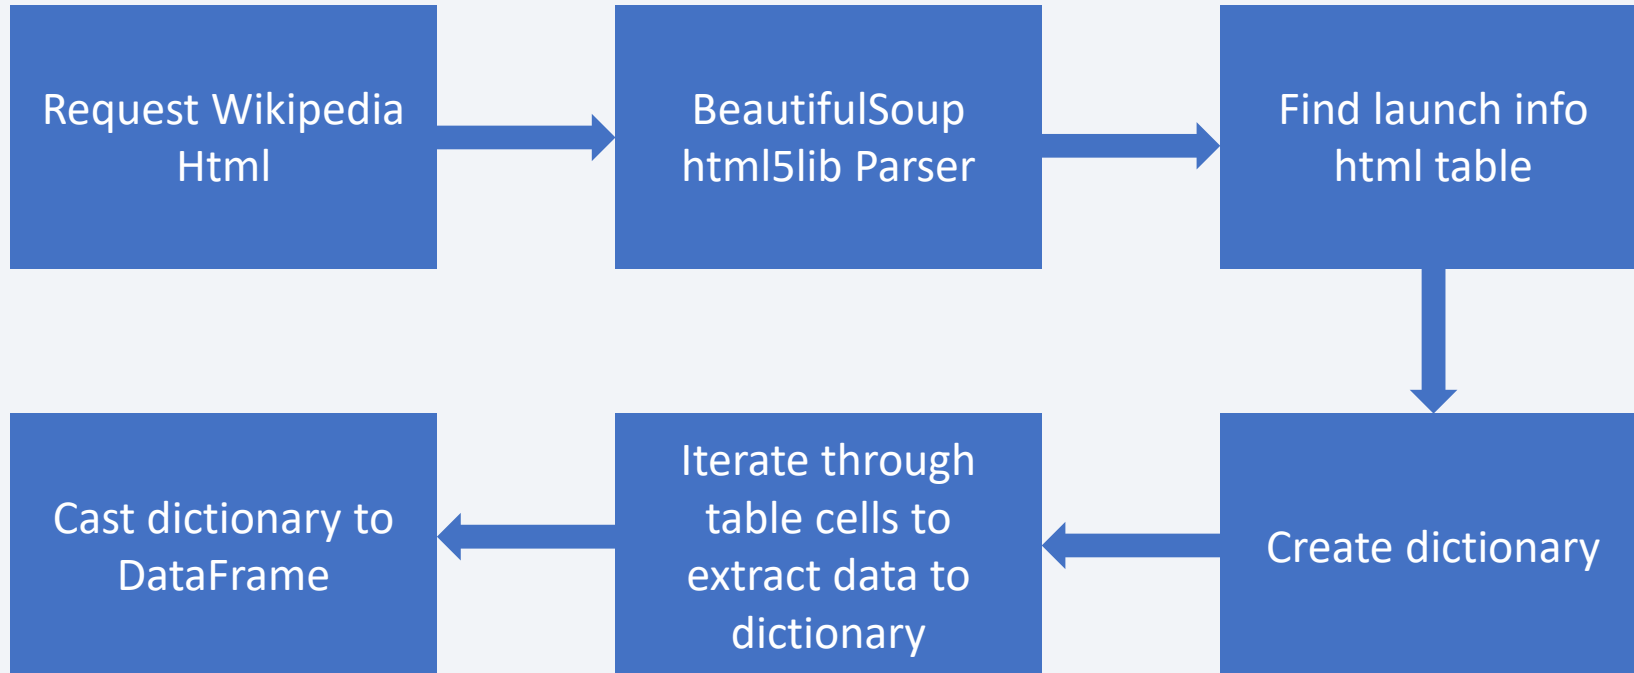 Request Wikipedia
Html
BeautifulSoup
html5lib Parser
Find launch info
html table
Create dictionary
Iterate through
table cells to
extract data to
dictionary
Cast dictionary to
DataFrame